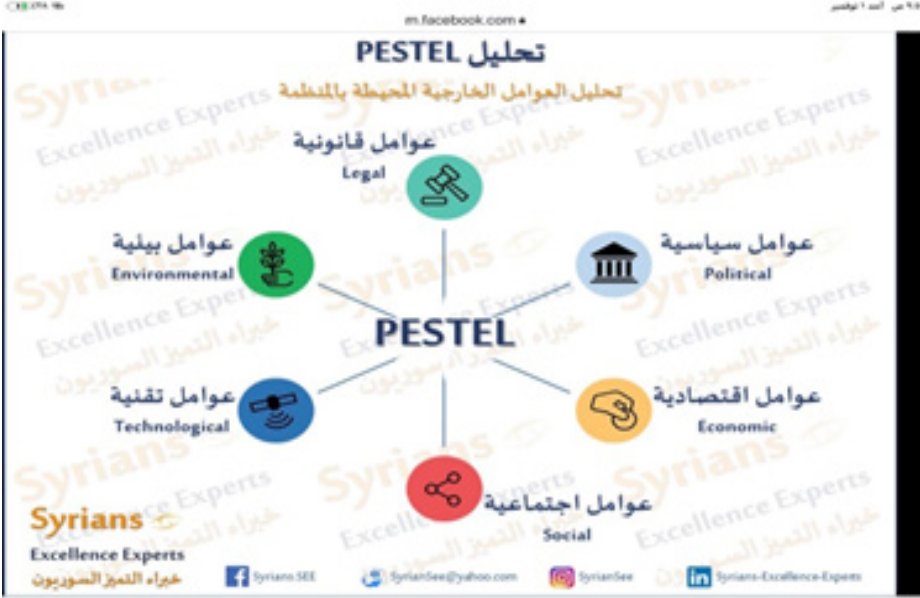 m.facebook.com
تحليل PESTEL
تحليل العوامل الخارجية المحيطة بالمنظمة
عوامل قانونية
Legal
عوامل بيئية
Environmental
عوامل سياسية
Political
PESTEL
عوامل تقنية
Technological
عوامل اقتصادية
Economic
عوامل اجتماعية
Social
Syrians
Excellence Experts
خبراء التميز السوريون
Syrians.SEE
SyrianSee@yahoo.com
SyrianSee
Syrians-Excellence-Experts